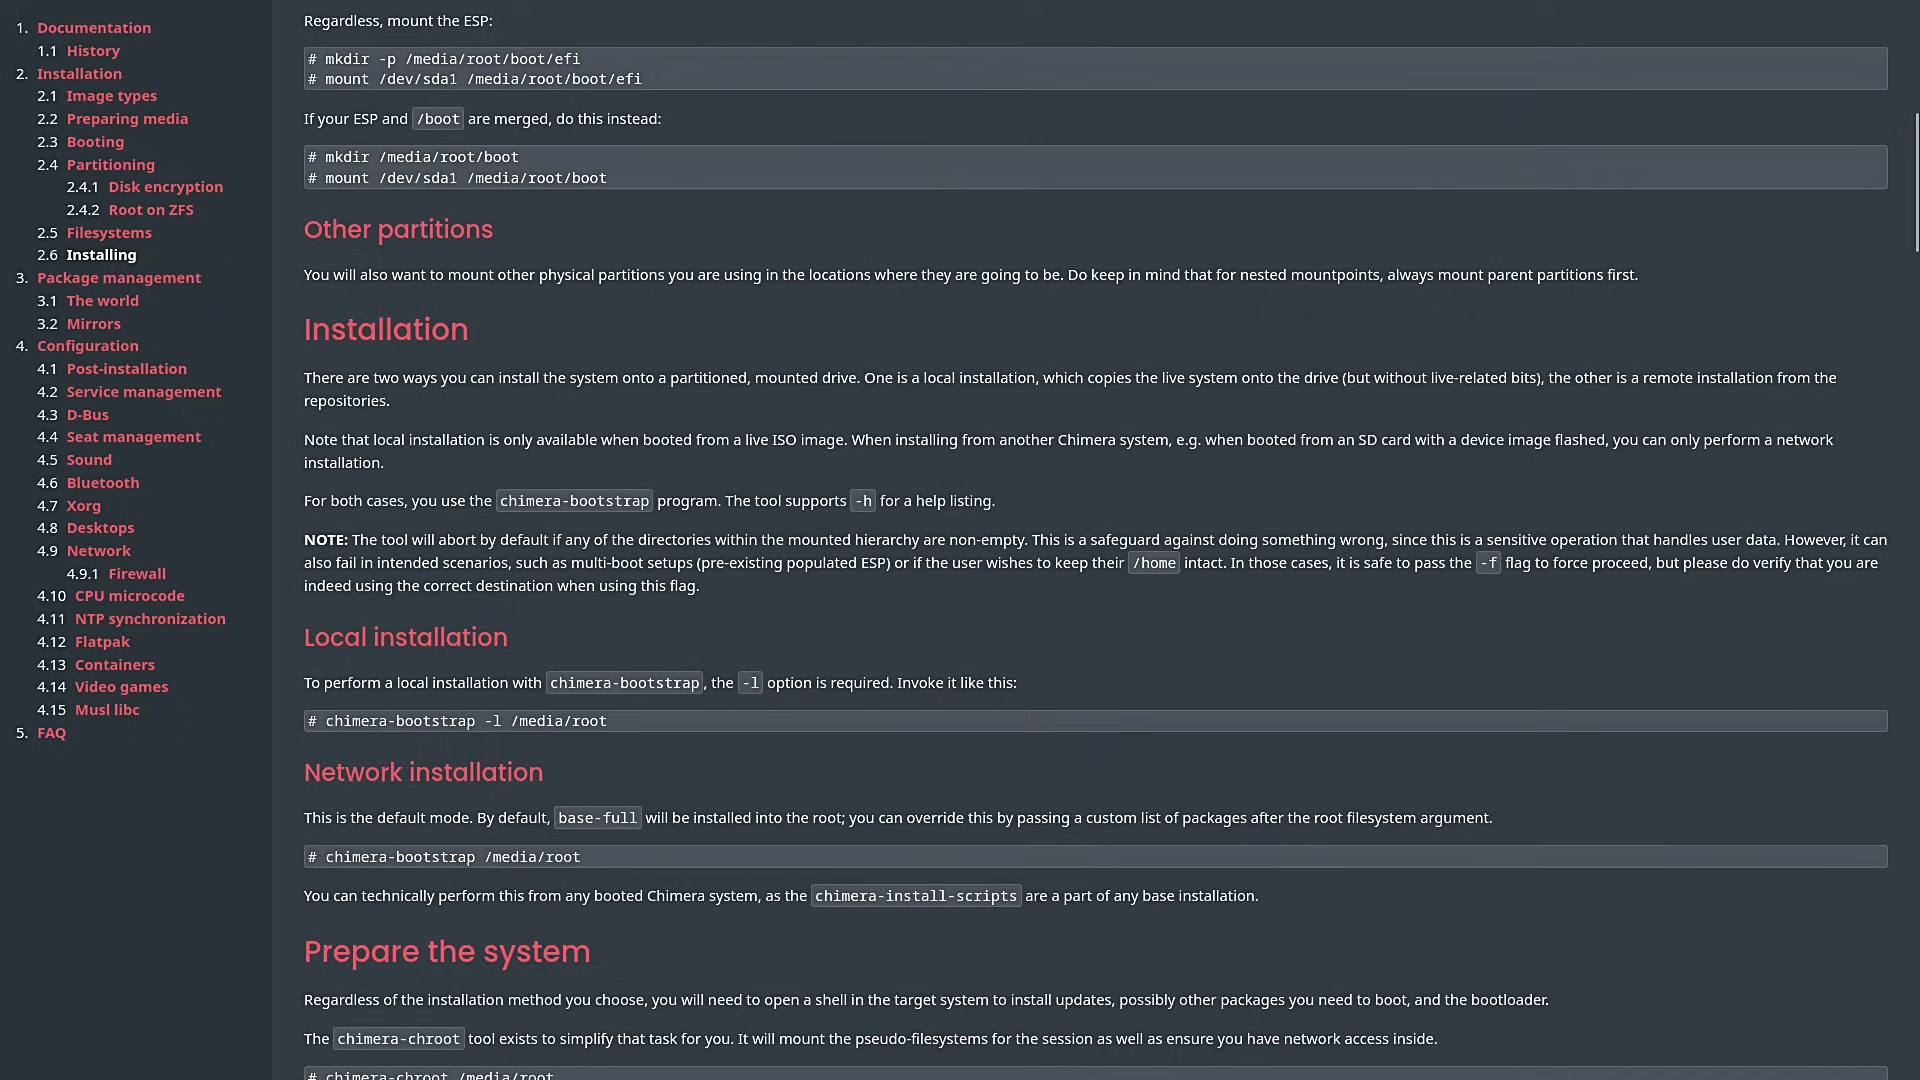 1. Documentation
1.1 History
2. Installation
2.1 Image types
2.2 Preparing media
2.3 Booting
2.4 Partitioning
2.4.1 Disk encryption
2.4.2 Root on ZFS
2.5 Filesystems
2.6 Installing
3. Package management
3.1 The world
3.2 Mirrors
4. Configuration
4.1 Post-installation
4.2 Service management
4.3 D-Bus
4.4 Seat management
4.5 Sound
4.6 Bluetooth
4.7 Xorg
4.8 Desktops
4.9 Network
4.9.1 Firewall
4.10 CPU microcode
4.11 NTP synchronization
4.12 Flatpak
4.13 Containers
4.14 Video games
4.15 Musl libc
5. FAQ
Regardless, mount the ESP:
# mkdir -p /media/root/boot/efi
# mount /dev/sda1 /media/root/boot/efi
If your ESP and /boot are merged, do this instead:
# mkdir /media/root/boot
# mount /dev/sda1 /media/root/boot
Other partitions
You will also want to mount other physical partitions you are using in the locations where they are going to be. Do keep in mind that for nested mountpoints, always mount parent partitions first.
Installation
There are two ways you can install the system onto a partitioned, mounted drive. One is a local installation, which copies the live system onto the drive (but without live-related bits), the other is a remote installation from the
repositories.
Note that local installation is only available when booted from a live ISO image. When installing from another Chimera system, e.g. when booted from an SD card with a device image flashed, you can only perform a network
installation.
For both cases, you use the chimera-bootstrap program. The tool supports -h for a help listing.
NOTE: The tool will abort by default if any of the directories within the mounted hierarchy are non-empty. This is a safeguard against doing something wrong, since this is a sensitive operation that handles user data. However, it can
also fail in intended scenarios, such as multi-boot setups (pre-existing populated ESP) or if the user wishes to keep their /home intact. In those cases, it is safe to pass the -f flag to force proceed, but please do verify that you are
indeed using the correct destination when using this flag.
Local installation
To perform a local installation with chimera-bootstrap, the -l option is required. Invoke it like this:
# chimera-bootstrap -l /media/root
Network installation
This is the default mode. By default, base-full will be installed into the root; you can override this by passing a custom list of packages after the root filesystem argument.
# chimera-bootstrap /media/root
You can technically perform this from any booted Chimera system, as the chimera-install-scripts are a part of any base installation.
Prepare the system
Regardless of the installation method you choose, you will need to open a shell in the target system to install updates, possibly other packages you need to boot, and the bootloader.
The chimera-chroot tool exists to simplify that task for you. It will mount the pseudo-filesystems for the session as well as ensure you have network access inside.
# chimera-chroot /media/root